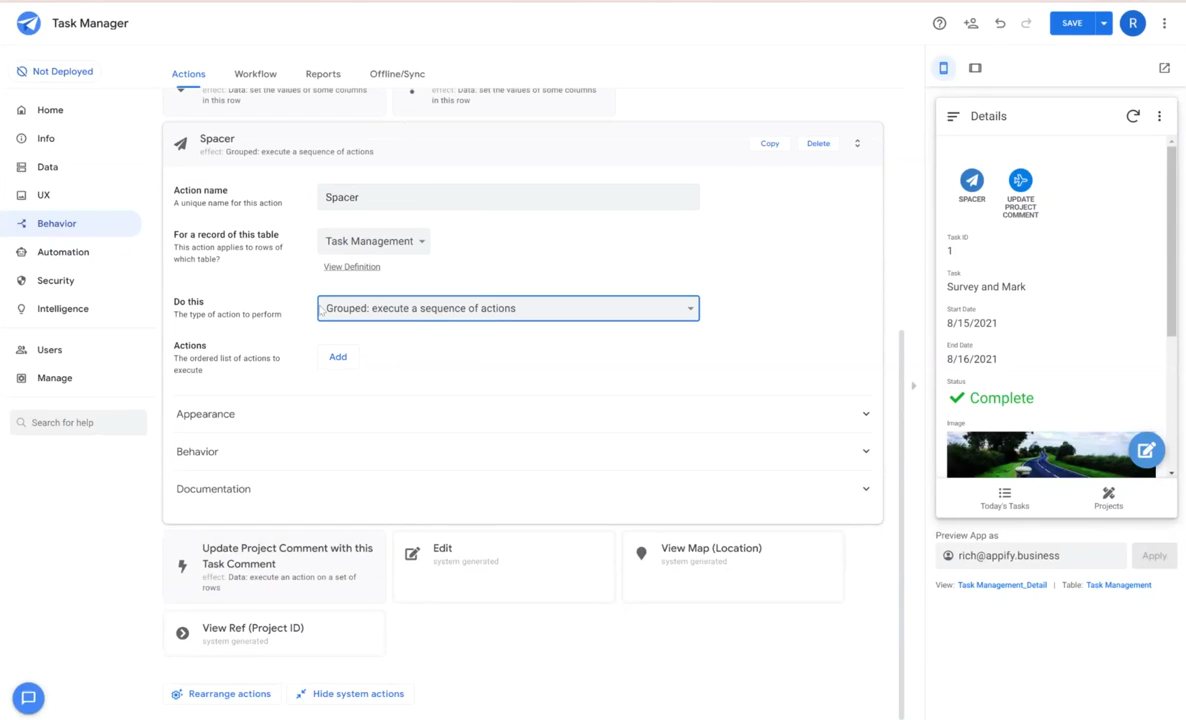 Task Manager
SAVE
R
Not Deployed
Actions
Workflow
Reports
Offline/Sync
Home
Info
Data
UX
Behavior
Automation
Security
Intelligence
Users
Manage
Search for help
effect: Data: set the values of some columns
in this row
effect: Data: set the values of some columns
in this row
Spacer
effect: Grouped: execute a sequence of actions
Copy
Delete
Action name
A unique name for this action
Spacer
For a record of this table
This action applies to rows of
which table?
Task Management
View Definition
Do this
The type of action to perform
Grouped: execute a sequence of actions
Actions
The ordered list of actions to
execute
Add
Appearance
Behavior
Documentation
Update Project Comment with this
Task Comment
effect: Data: execute an action on a set of
rows
Edit
system generated
View Map (Location)
system generated
View Ref (Project ID)
system generated
Rearrange actions
Hide system actions
Details
SPACER
UPDATE
PROJECT
COMMENT
Task ID
1
Task
Survey and Mark
Start Date
8/15/2021
End Date
8/16/2021
Status
Complete
Image
Today's Tasks
Projects
Preview App as
rich@appify.business
Apply
View: Task Management_Detail | Table: Task Management